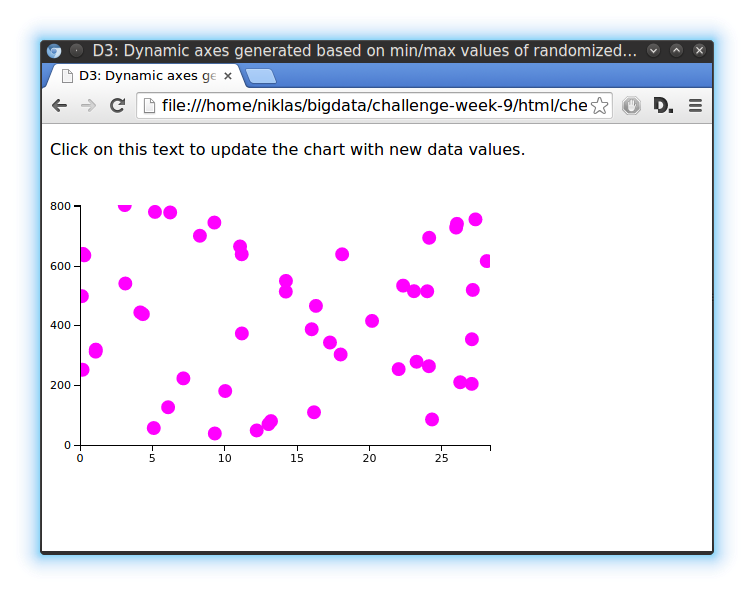 D3: Dynamic axes generated based on min/max values of randomized...
D3: Dynamic axes ge
file:///home/niklas/bigdata/challenge-week-9/html/che
D.
Click on this text to update the chart with new data values.
800
600
400
200
0
0 5 10 15 20 25